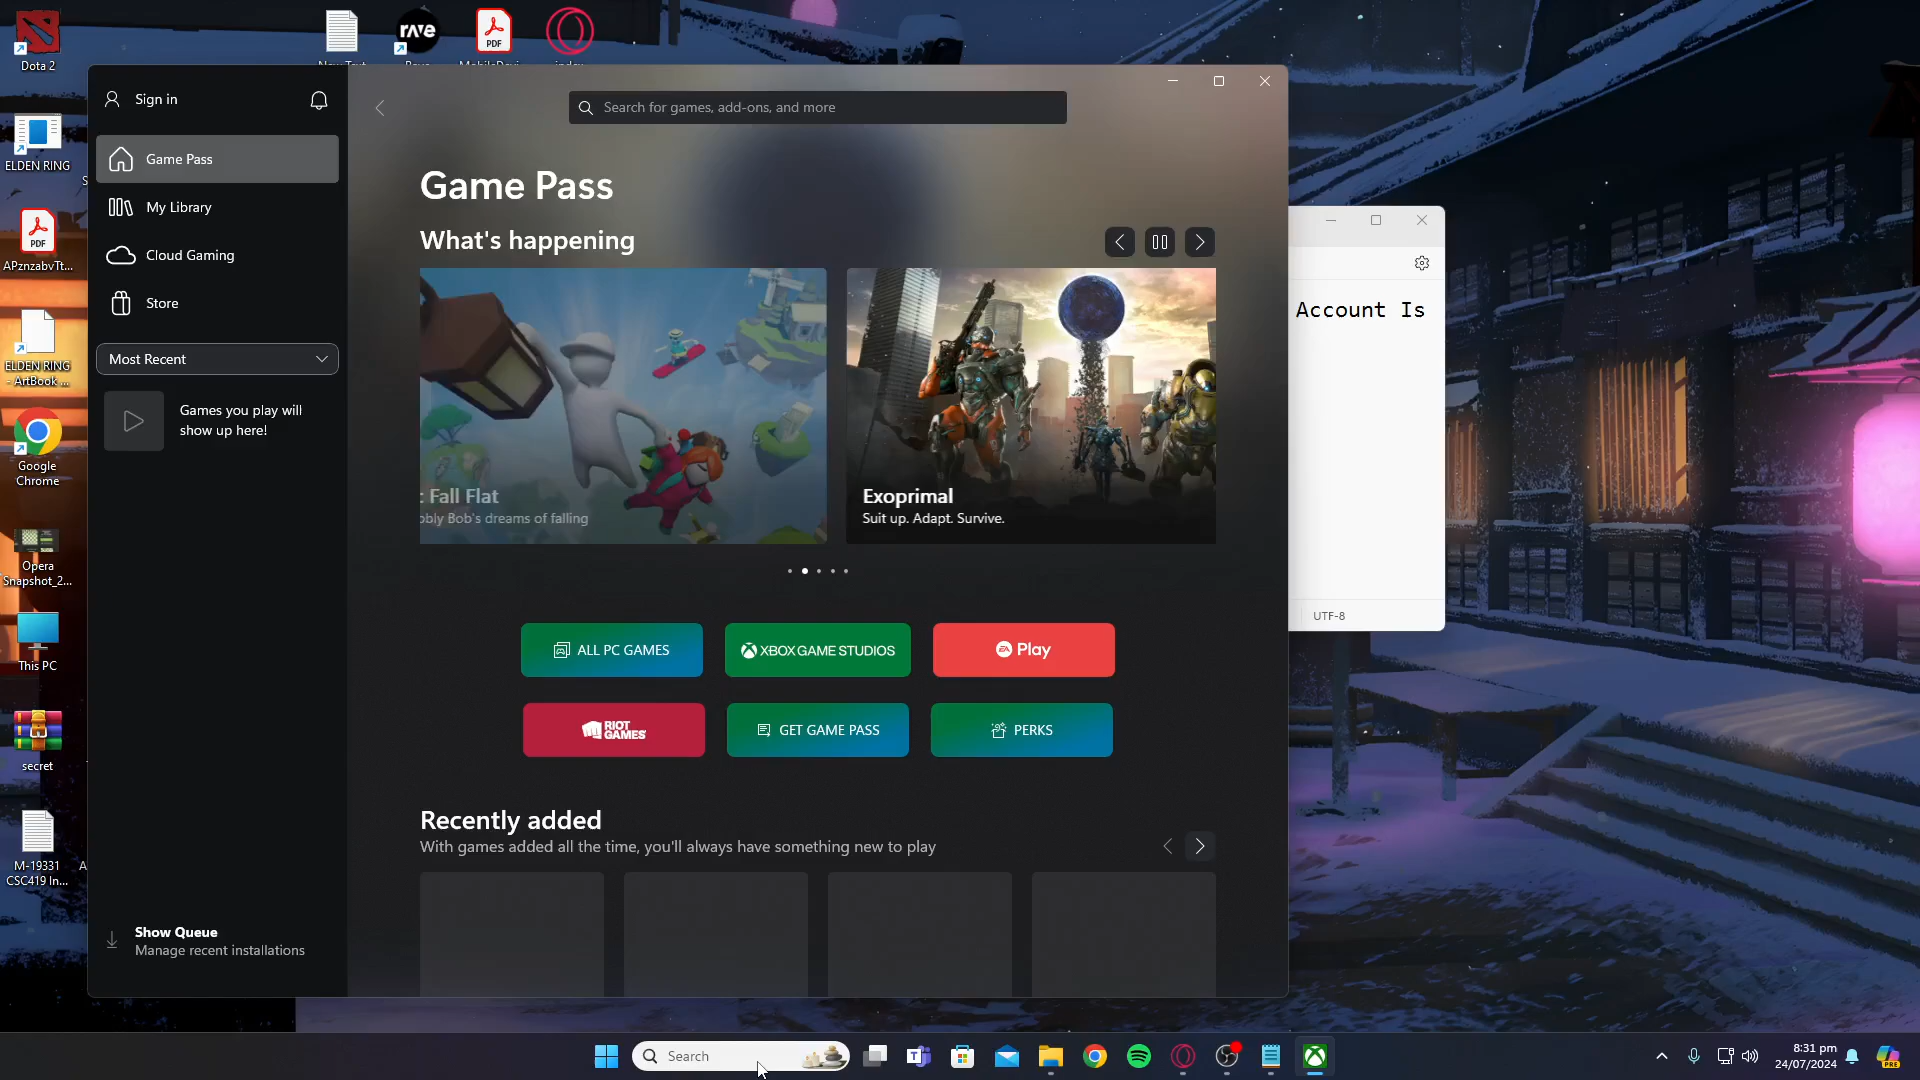 Dota 2
ELDEN RING
APznzabvTt...
ELDEN RING
- ArtBook ...
Google
Chrome
Opera
Snapshot_2...
This PC
secret
M-19331
CSC419 In...
rave
PDF
PDF
Sign in
Game Pass
My Library
Cloud Gaming
Store
Most Recent
Games you play will
show up here!
Show Queue
Manage recent installations
Search for games, add-ons, and more
Game Pass
What's happening
: Fall Flat
obly Bob's dreams of falling
Exoprimal
Suit up. Adapt. Survive.
ALL PC GAMES
XBOX GAME STUDIOS
EA Play
RIOT
GAMES
GET GAME PASS
PERKS
Recently added
With games added all the time, you'll always have something new to play
Account Is
UTF-8
Search
8:31 pm
24/07/2024